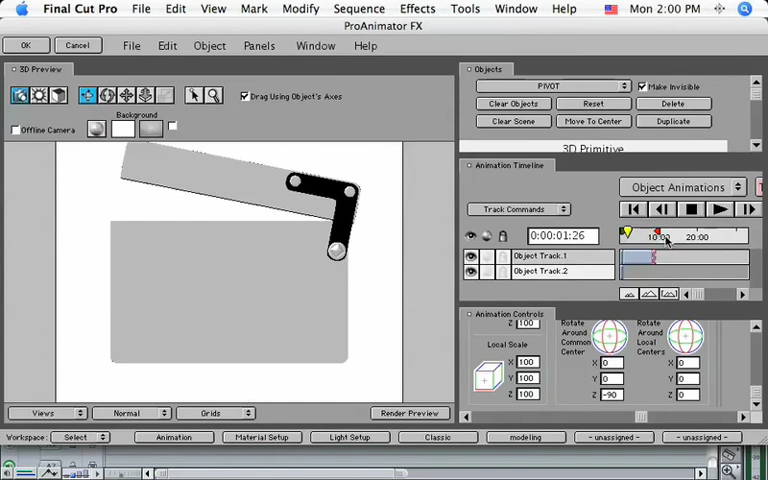 Final Cut Pro File Edit View Mark Modify Sequence Effects Tools Window Help Mon 2:00 PM
ProAnimator FX
OK Cancel File Edit Object Panels Window Help
3D Preview
Drag Using Object's Axes
Background
Offline Camera
Objects
PIVOT Make Invisible
Clear Objects Reset Delete
Clear Scene Move To Center Duplicate
3D Primitive
Animation Timeline
Object Animations
Track Commands
0:00:01:26 10:00 20:00
Object Track.1
Object Track.2
Animation Controls
Z 100
Rotate Around Common Center
Rotate Around Local Centers
Local Scale
X 100 X 0 X 0
Y 100 Y 0 Y 0
Z 100 Z -90 Z 0
Views Normal Grids Render Preview
Workspace: Select Animation Material Setup Light Setup Classic modeling - unassigned - - unassigned -